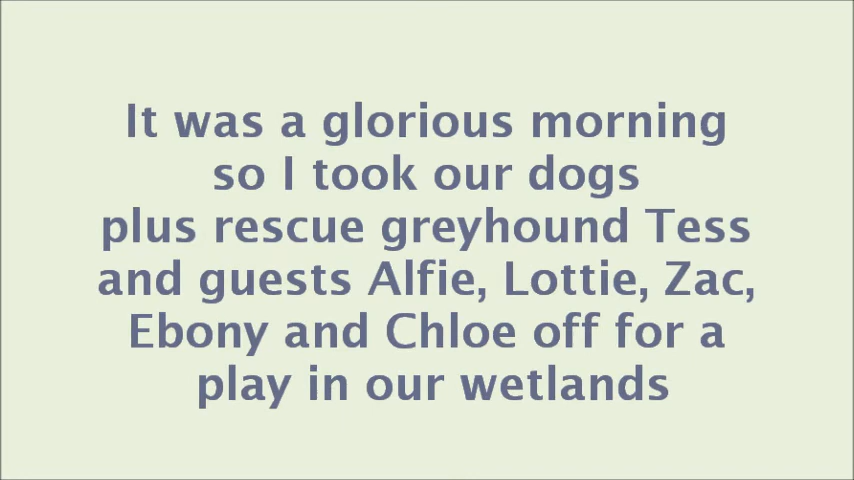 It was a glorious morning
so I took our dogs
plus rescue greyhound Tess
and guests Alfie, Lottie, Zac,
Ebony and Chloe off for a
play in our wetlands